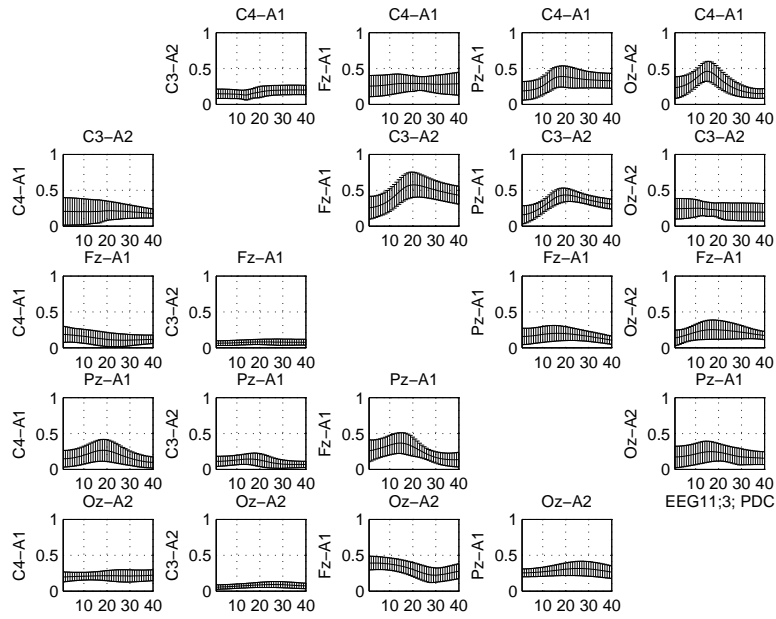 C4−A1 C4−A1 C4−A1 C4−A1
C3−A2 Fz−A1 Pz−A1 Oz−A2
1 0.5 0 1 0.5 0 1 0.5 0 1 0.5 0
10 20 30 40 10 20 30 40 10 20 30 40 10 20 30 40
C3−A2 C3−A2 C3−A2 C3−A2
C4−A1 Fz−A1 Pz−A1 Oz−A2
1 0.5 0 1 0.5 0 1 0.5 0 1 0.5 0
10 20 30 40 10 20 30 40 10 20 30 40 10 20 30 40
Fz−A1 Fz−A1 Fz−A1 Fz−A1
C4−A1 C3−A2 Pz−A1 Oz−A2
1 0.5 0 1 0.5 0 1 0.5 0 1 0.5 0
10 20 30 40 10 20 30 40 10 20 30 40 10 20 30 40
Pz−A1 Pz−A1 Pz−A1 Pz−A1
C4−A1 C3−A2 Fz−A1 Oz−A2
1 0.5 0 1 0.5 0 1 0.5 0 1 0.5 0
10 20 30 40 10 20 30 40 10 20 30 40 10 20 30 40
Oz−A2 Oz−A2 Oz−A2 Oz−A2 EEG11;3; PDC
C4−A1 C3−A2 Fz−A1 Pz−A1
1 0.5 0 1 0.5 0 1 0.5 0 1 0.5 0
10 20 30 40 10 20 30 40 10 20 30 40 10 20 30 40